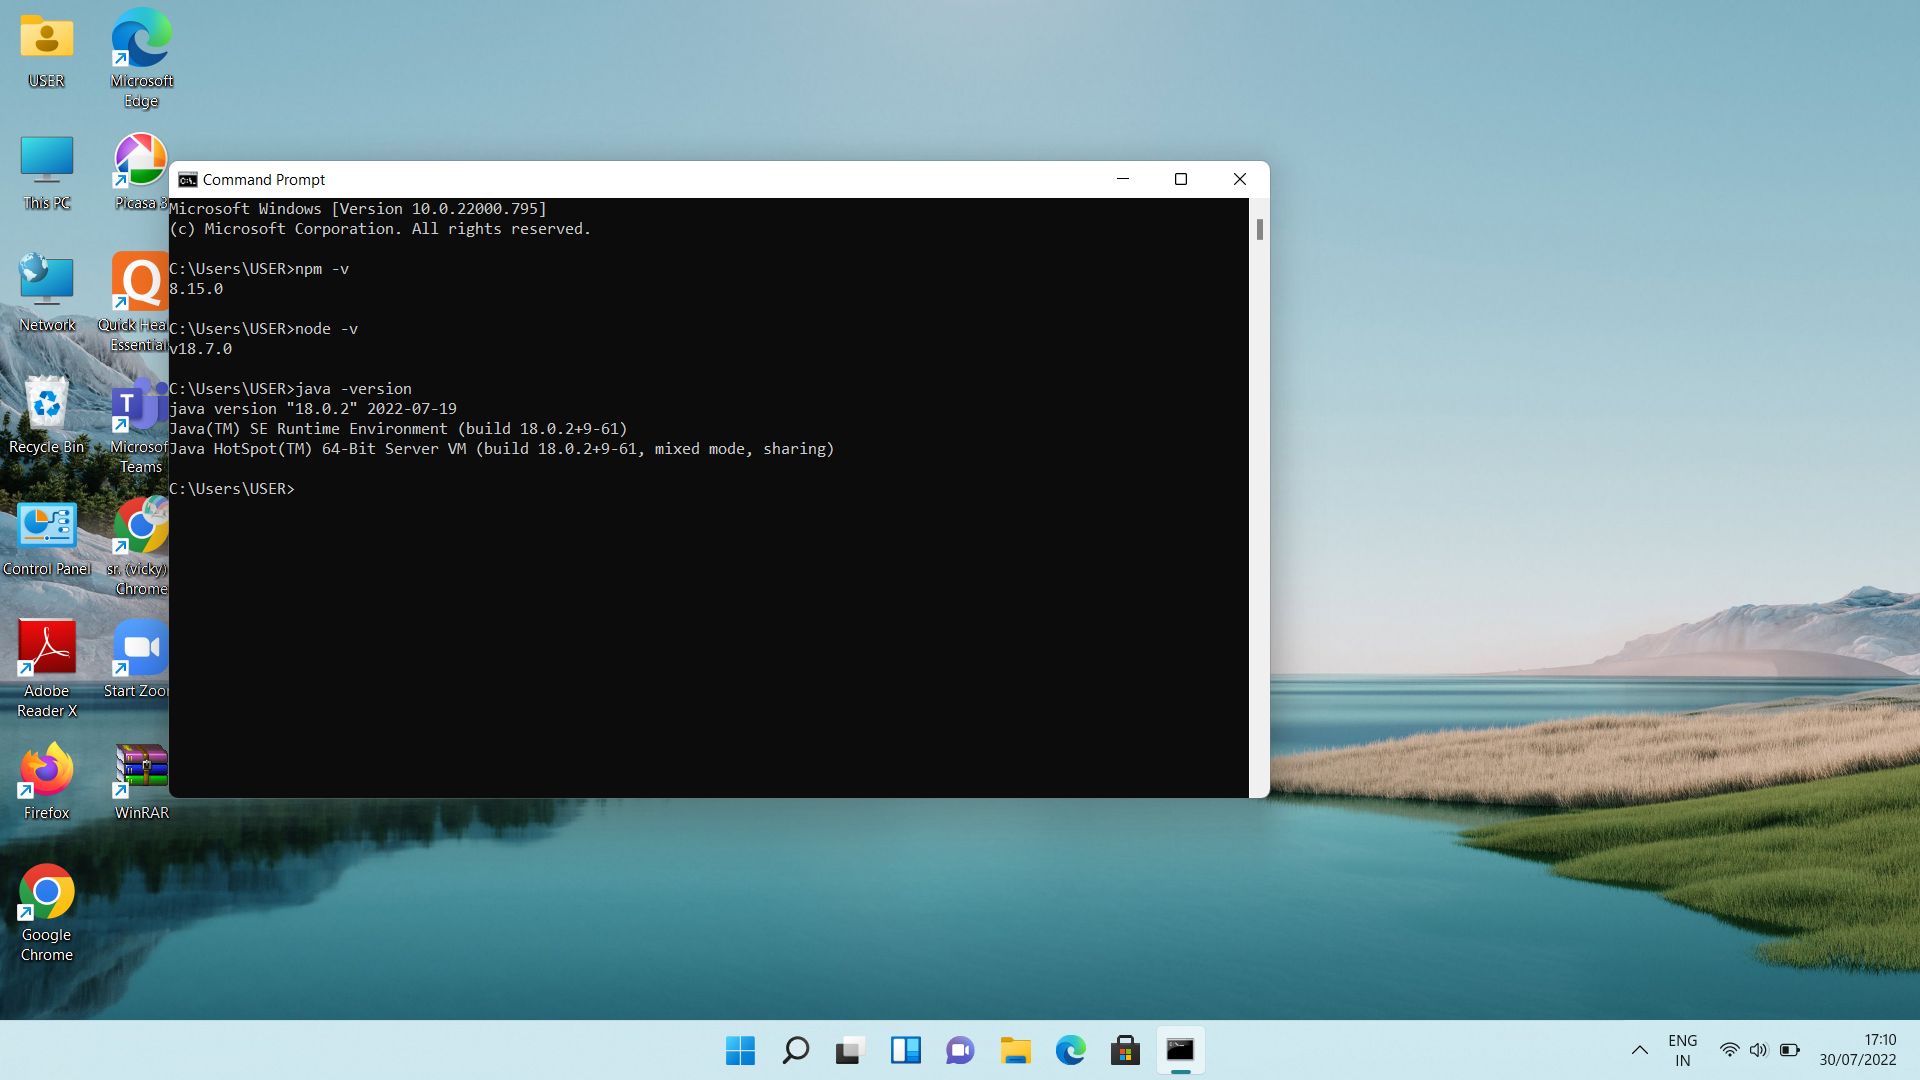 USER
Microsoft
Edge
This PC
Picasa 3
Network
Quick Hea
Essential
Recycle Bin
Microsof
Teams
Control Panel
sr. (vicky)
Chrome
Adobe
Reader X
Start Zoo
Firefox
WinRAR
Google
Chrome
Command Prompt
Microsoft Windows [Version 10.0.22000.795]
(c) Microsoft Corporation. All rights reserved.
C:\Users\USER>npm -v
8.15.0
C:\Users\USER>node -v
v18.7.0
C:\Users\USER>java -version
java version "18.0.2" 2022-07-19
Java(TM) SE Runtime Environment (build 18.0.2+9-61)
Java HotSpot(TM) 64-Bit Server VM (build 18.0.2+9-61, mixed mode, sharing)
C:\Users\USER>
ENG
IN
17:10
30/07/2022